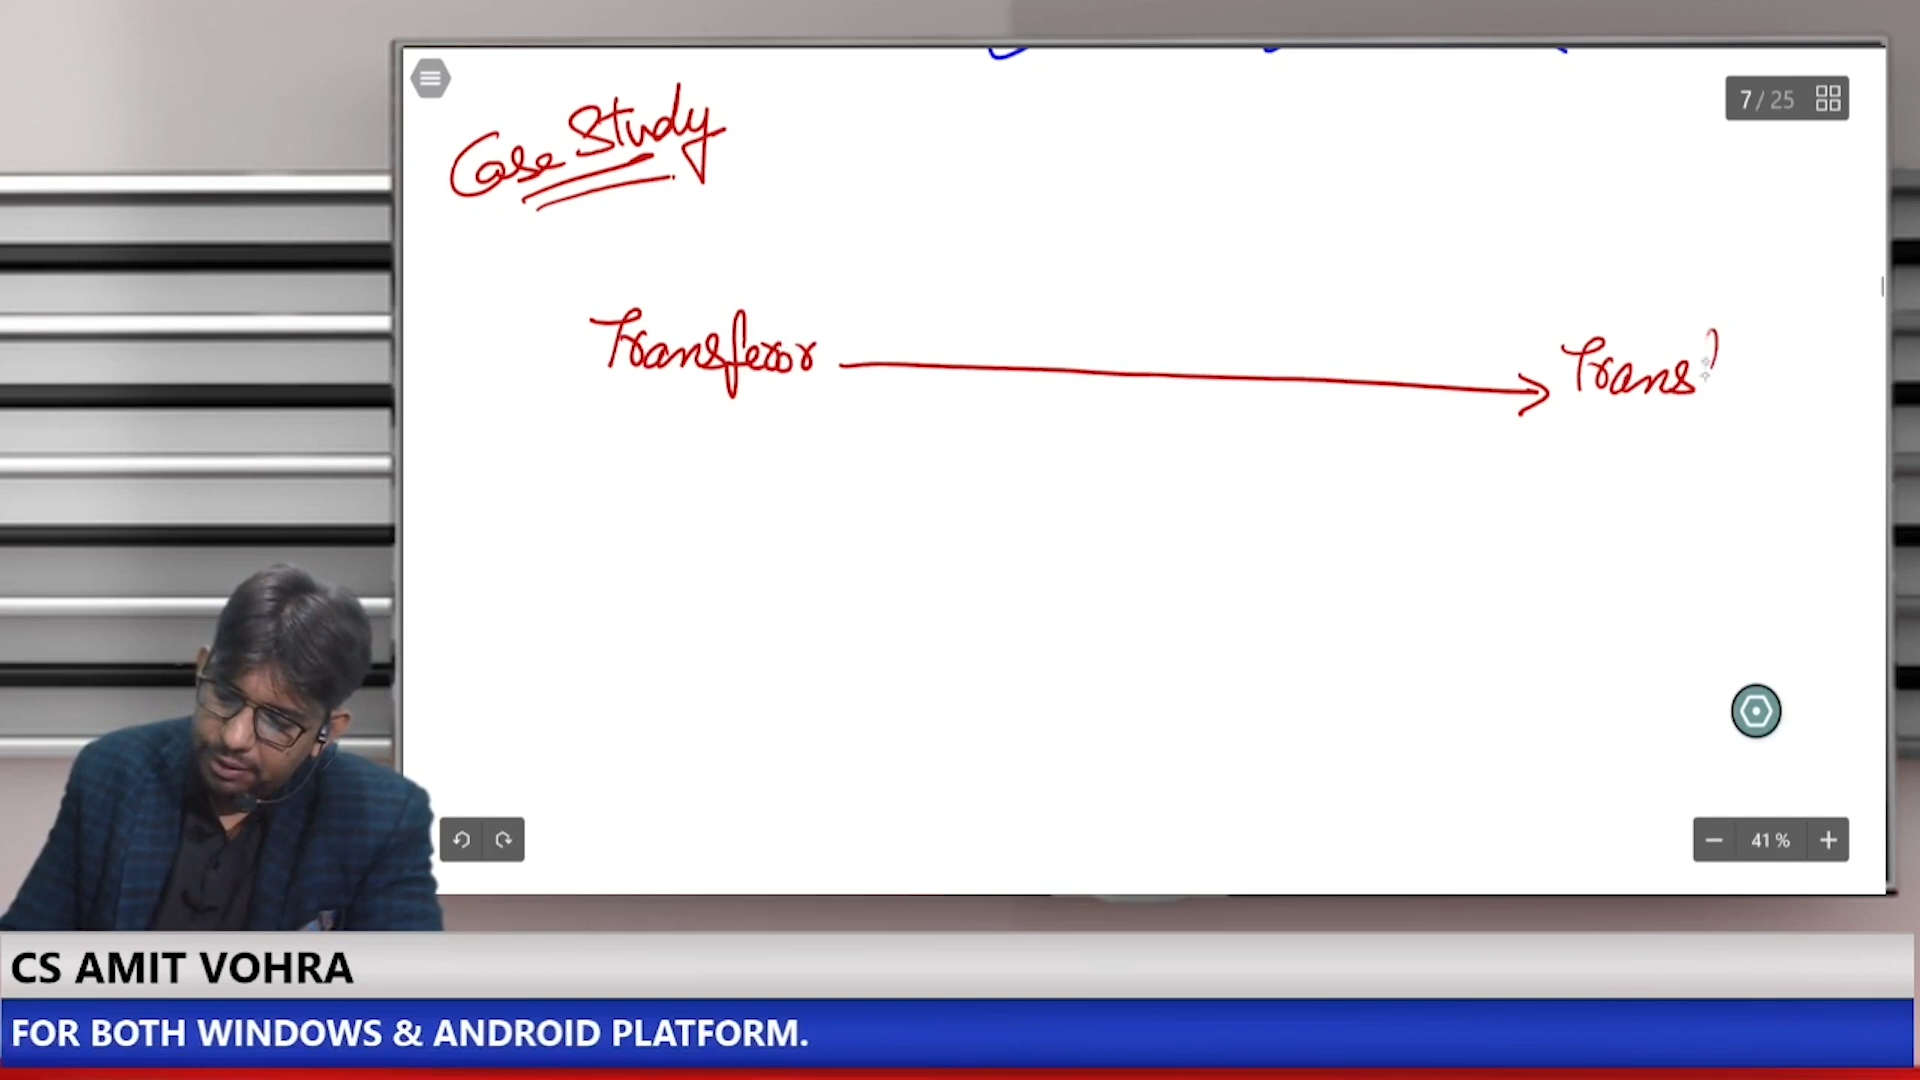 7 / 25
Case Study
Transferor
Trans
41 %
CS AMIT VOHRA
FOR BOTH WINDOWS & ANDROID PLATFORM.